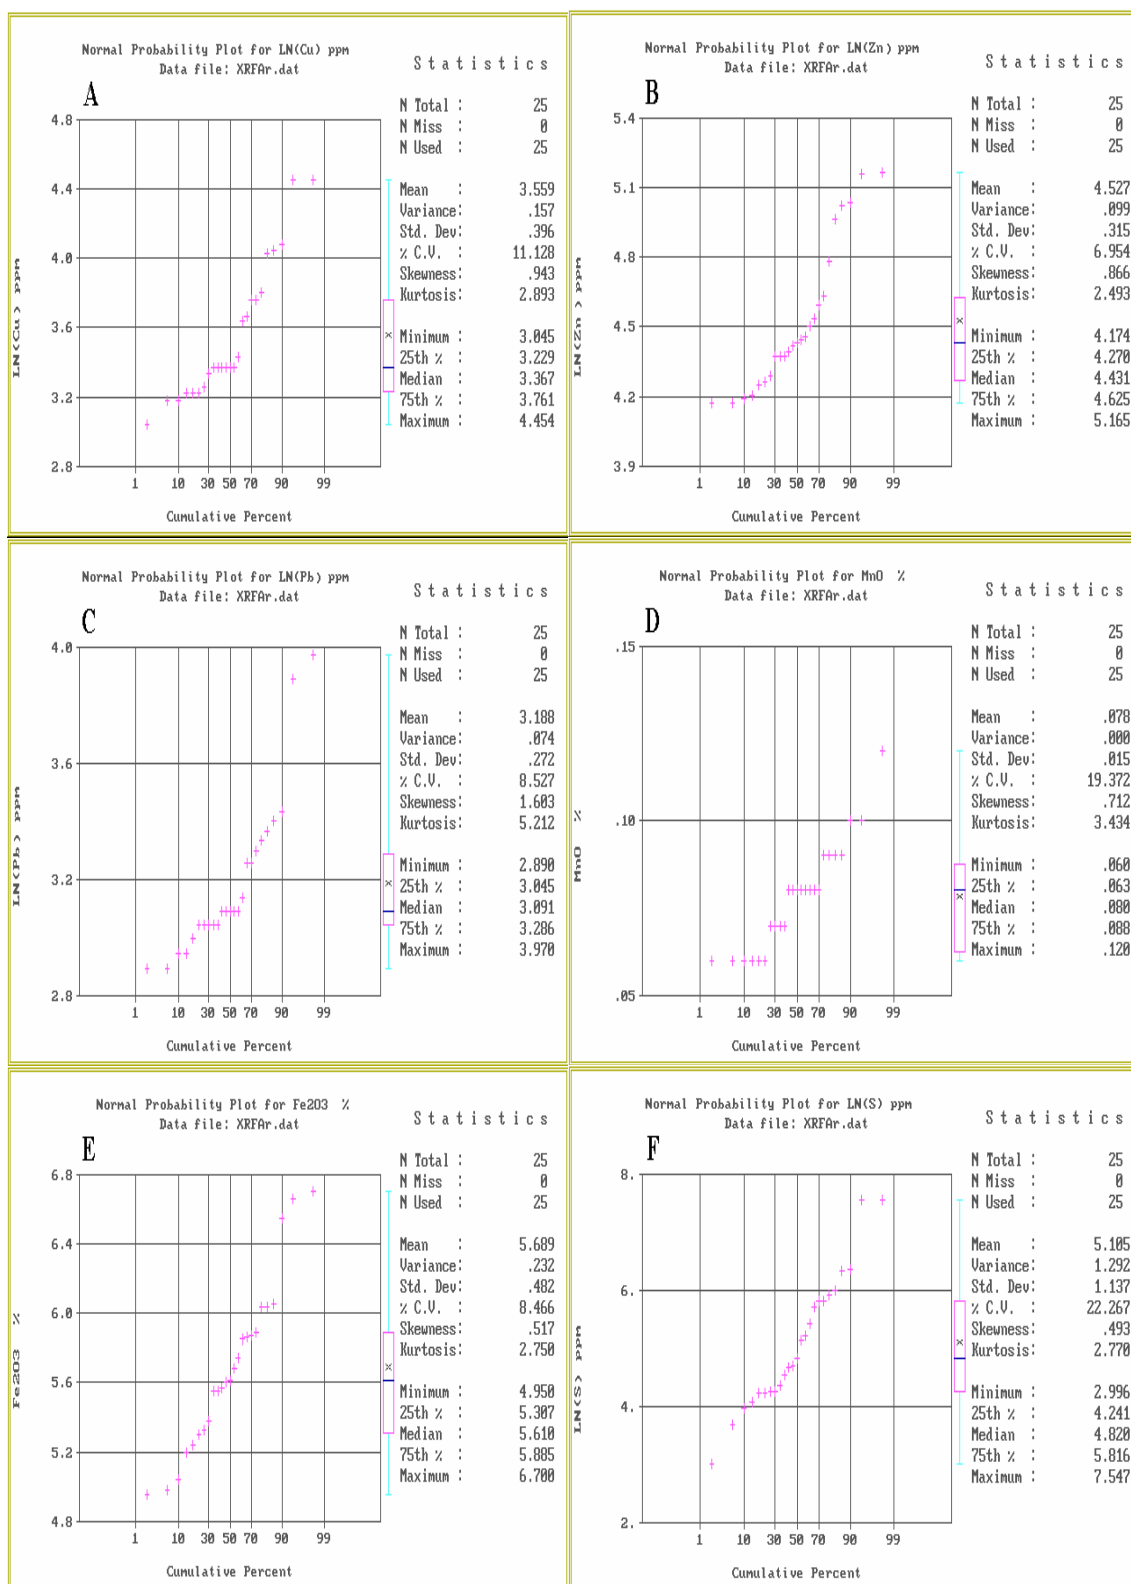 Normal Probability Plot for LN(Cu) ppm
Data file: XRFAr.dat
Statistics
A
N Total : 25
N Miss : 0
N Used : 25
Mean : 3.559
Variance: .157
Std. Dev: .396
% C.V. : 11.128
Skewness: .943
Kurtosis: 2.893
Minimum : 3.045
25th % : 3.229
Median : 3.367
75th % : 3.761
Maximum : 4.454
4.8
4.4
4.0
3.6
3.2
2.8
LN(Cu) ppm
1 10 30 50 70 90 99
Cumulative Percent
Normal Probability Plot for LN(Zn) ppm
Data file: XRFAr.dat
Statistics
B
N Total : 25
N Miss : 0
N Used : 25
Mean : 4.527
Variance: .099
Std. Dev: .315
% C.V. : 6.954
Skewness: .866
Kurtosis: 2.493
Minimum : 4.174
25th % : 4.270
Median : 4.431
75th % : 4.625
Maximum : 5.165
5.4
5.1
4.8
4.5
4.2
3.9
LN(Zn) ppm
1 10 30 50 70 90 99
Cumulative Percent
Normal Probability Plot for LN(Pb) ppm
Data file: XRFAr.dat
Statistics
C
N Total : 25
N Miss : 0
N Used : 25
Mean : 3.188
Variance: .074
Std. Dev: .272
% C.V. : 8.527
Skewness: 1.603
Kurtosis: 5.212
Minimum : 2.890
25th % : 3.045
Median : 3.091
75th % : 3.286
Maximum : 3.970
4.0
3.6
3.2
2.8
LN(Pb) ppm
1 10 30 50 70 90 99
Cumulative Percent
Normal Probability Plot for MnO %
Data file: XRFAr.dat
Statistics
D
N Total : 25
N Miss : 0
N Used : 25
Mean : .078
Variance: .000
Std. Dev: .015
% C.V. : 19.372
Skewness: .712
Kurtosis: 3.434
Minimum : .060
25th % : .063
Median : .080
75th % : .088
Maximum : .120
.15
.10
.05
MnO %
1 10 30 50 70 90 99
Cumulative Percent
Normal Probability Plot for Fe2O3 %
Data file: XRFAr.dat
Statistics
E
N Total : 25
N Miss : 0
N Used : 25
Mean : 5.689
Variance: .232
Std. Dev: .482
% C.V. : 8.466
Skewness: .517
Kurtosis: 2.750
Minimum : 4.950
25th % : 5.307
Median : 5.610
75th % : 5.885
Maximum : 6.700
6.8
6.4
6.0
5.6
5.2
4.8
Fe2O3 %
1 10 30 50 70 90 99
Cumulative Percent
Normal Probability Plot for LN(S) ppm
Data file: XRFAr.dat
Statistics
F
N Total : 25
N Miss : 0
N Used : 25
Mean : 5.105
Variance: 1.292
Std. Dev: 1.137
% C.V. : 22.267
Skewness: .493
Kurtosis: 2.770
Minimum : 2.996
25th % : 4.241
Median : 4.820
75th % : 5.816
Maximum : 7.547
8.
6.
4.
2.
LN(S) ppm
1 10 30 50 70 90 99
Cumulative Percent